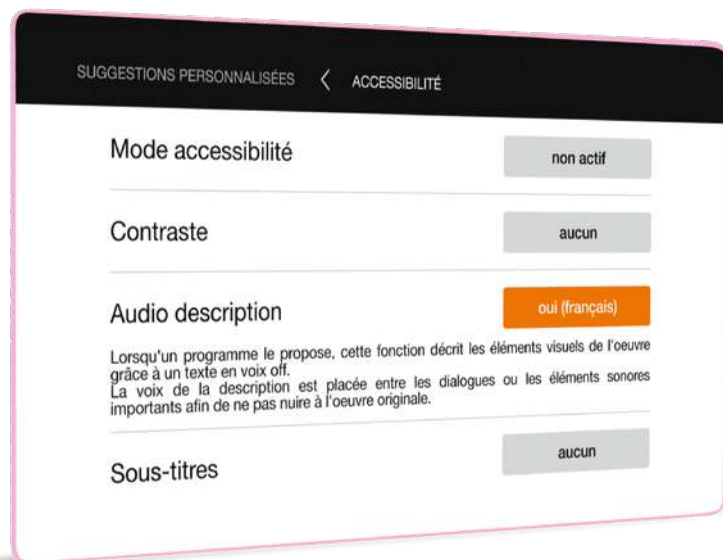 SUGGESTIONS PERSONNALISÉES < ACCESSIBILITÉ
Mode accessibilité non actif
Contraste aucun
Audio description oui (français)
Lorsqu'un programme le propose, cette fonction décrit les éléments visuels de l'oeuvre
grâce à un texte en voix off.
La voix de la description est placée entre les dialogues ou les éléments sonores
importants afin de ne pas nuire à l'oeuvre originale.
Sous-titres aucun